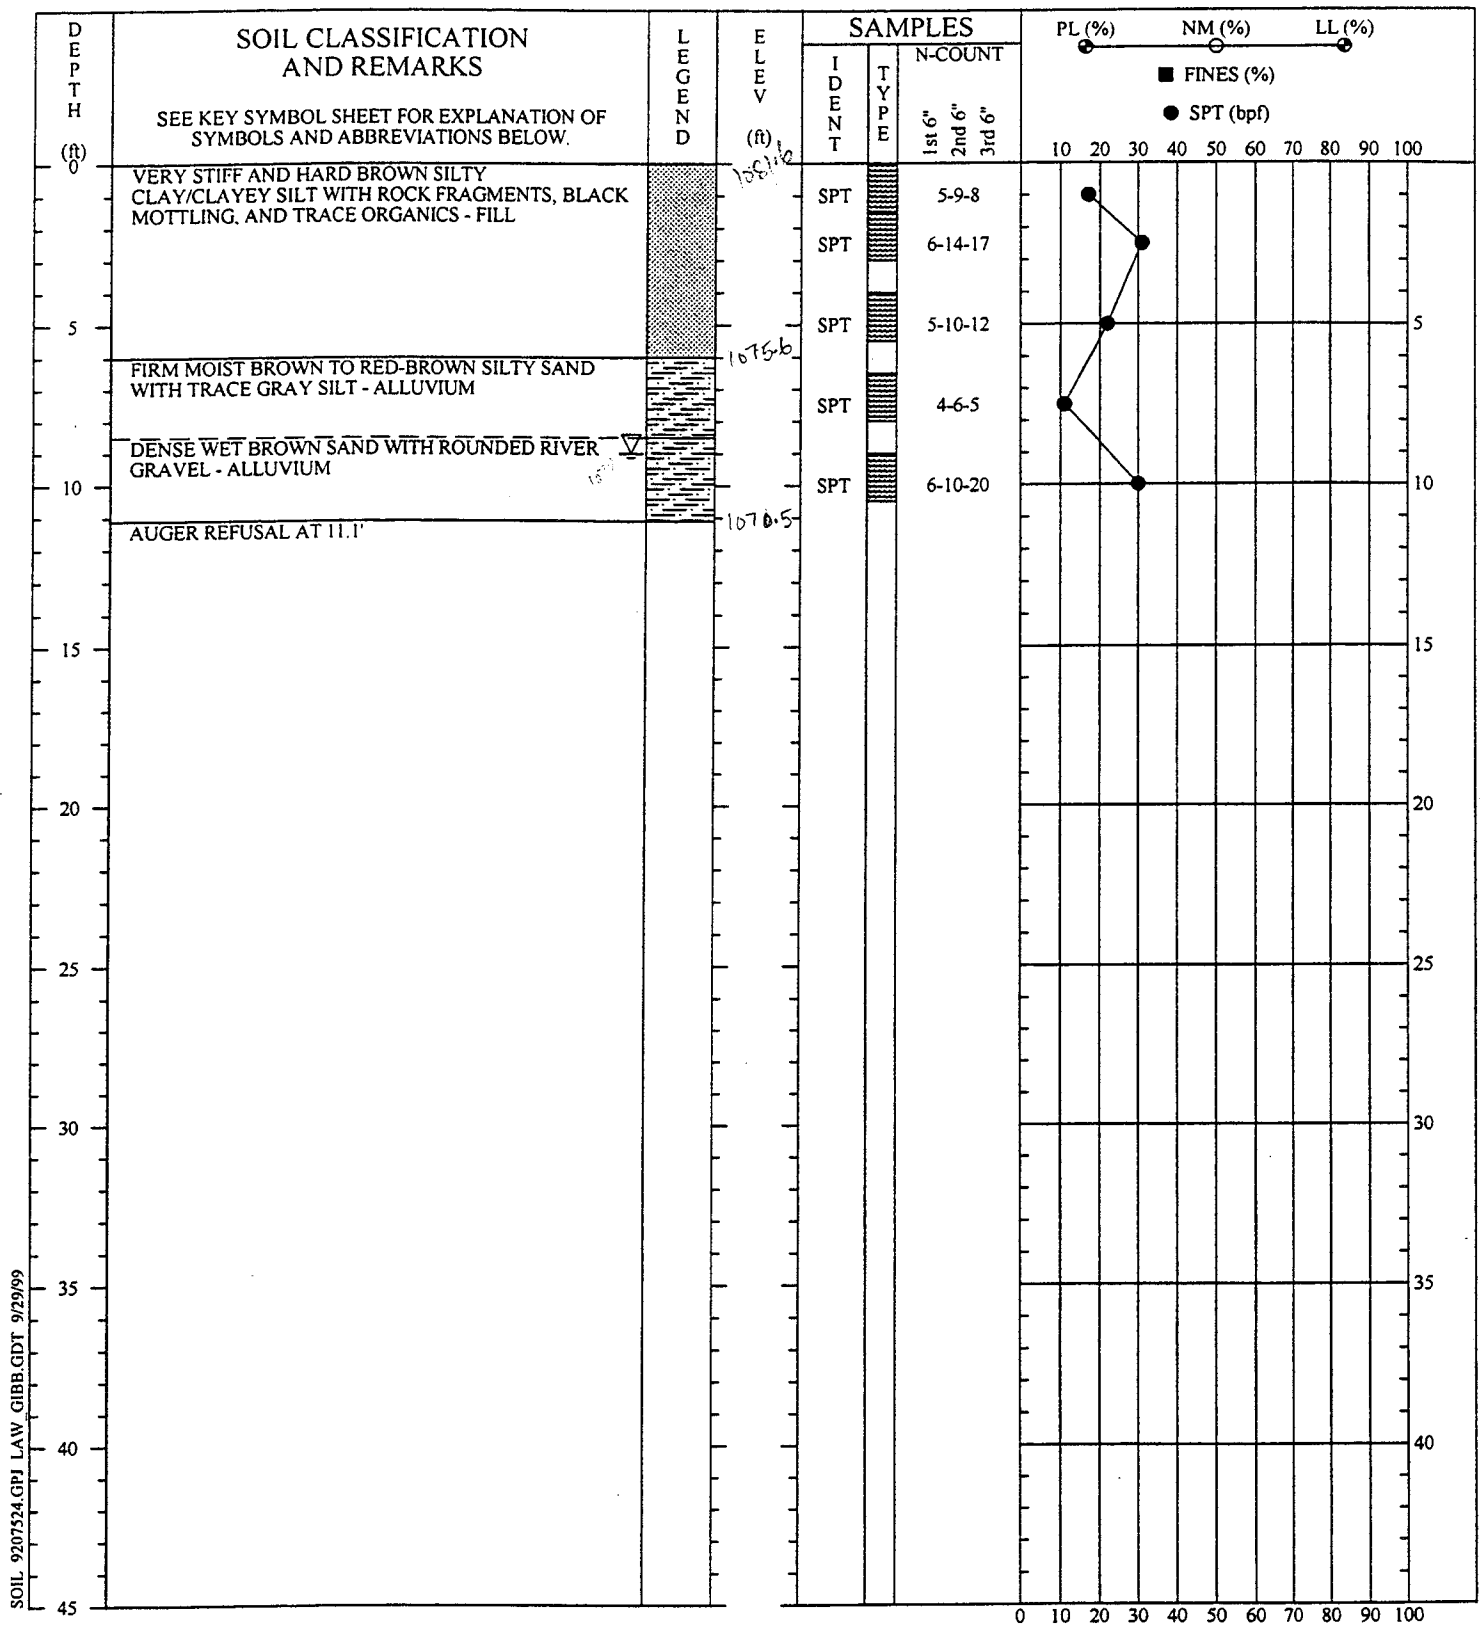 DEPTH
(ft)
SOIL CLASSIFICATION
AND REMARKS
SEE KEY SYMBOL SHEET FOR EXPLANATION OF
SYMBOLS AND ABBREVIATIONS BELOW.
LEGEND
ELEV
(ft)
SAMPLES
IDENT
TYPE
N-COUNT
1st 6"
2nd 6"
3rd 6"
PL (%) NM (%) LL (%)
■ FINES (%)
● SPT (bpf)
10 20 30 40 50 60 70 80 90 100
0
VERY STIFF AND HARD BROWN SILTY
CLAY/CLAYEY SILT WITH ROCK FRAGMENTS, BLACK
MOTTLING, AND TRACE ORGANICS - FILL
1081.6
SPT 5-9-8
SPT 6-14-17
5 SPT 5-10-12 5
1075.6
FIRM MOIST BROWN TO RED-BROWN SILTY SAND
WITH TRACE GRAY SILT - ALLUVIUM
SPT 4-6-5
DENSE WET BROWN SAND WITH ROUNDED RIVER
GRAVEL - ALLUVIUM
10 SPT 6-10-20 10
1070.5
AUGER REFUSAL AT 11.1'
15 15
20 20
25 25
30 30
35 35
40 40
45
0 10 20 30 40 50 60 70 80 90 100
SOIL 9207524.GPJ LAW_GIBB.GDT 9/29/99